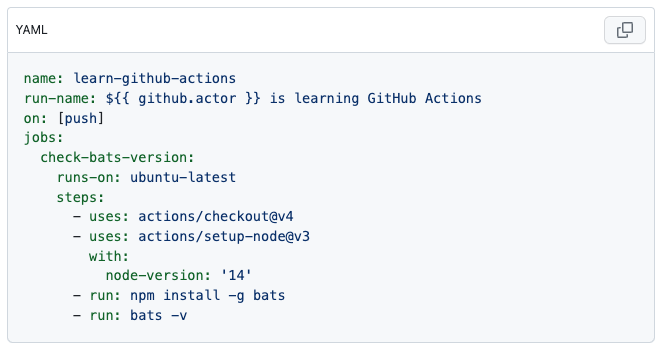 YAML
name: learn-github-actions
run-name: ${{ github.actor }} is learning GitHub Actions
on: [push]
jobs:
  check-bats-version:
    runs-on: ubuntu-latest
    steps:
      - uses: actions/checkout@v4
      - uses: actions/setup-node@v3
        with:
          node-version: '14'
      - run: npm install -g bats
      - run: bats -v